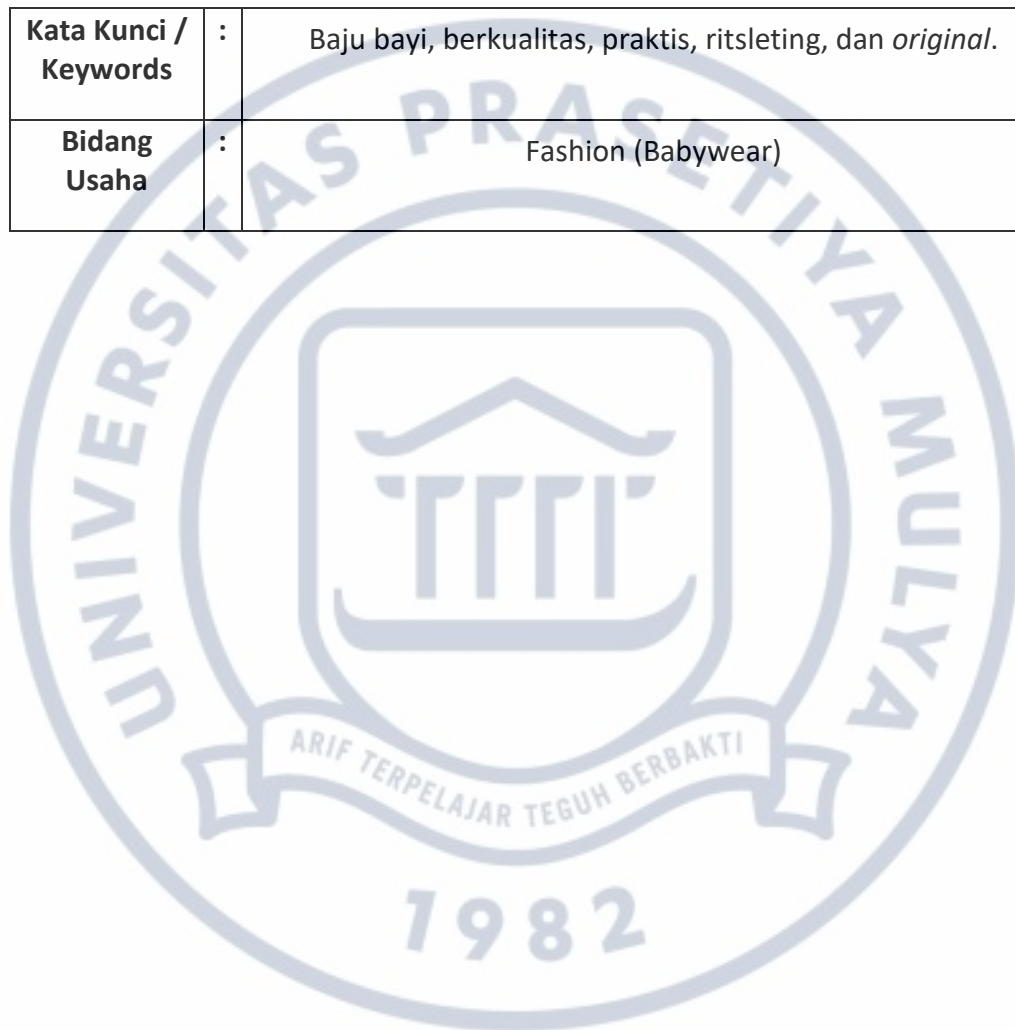 Kata Kunci / : Baju bayi, berkualitas, praktis, ritsleting, dan original.
Keywords
Bidang : Fashion (Babywear)
Usaha
UNIVERSITAS PRASETIYA MULYA
ARIF TERPELAJAR TEGUH BERBAKTI
1982